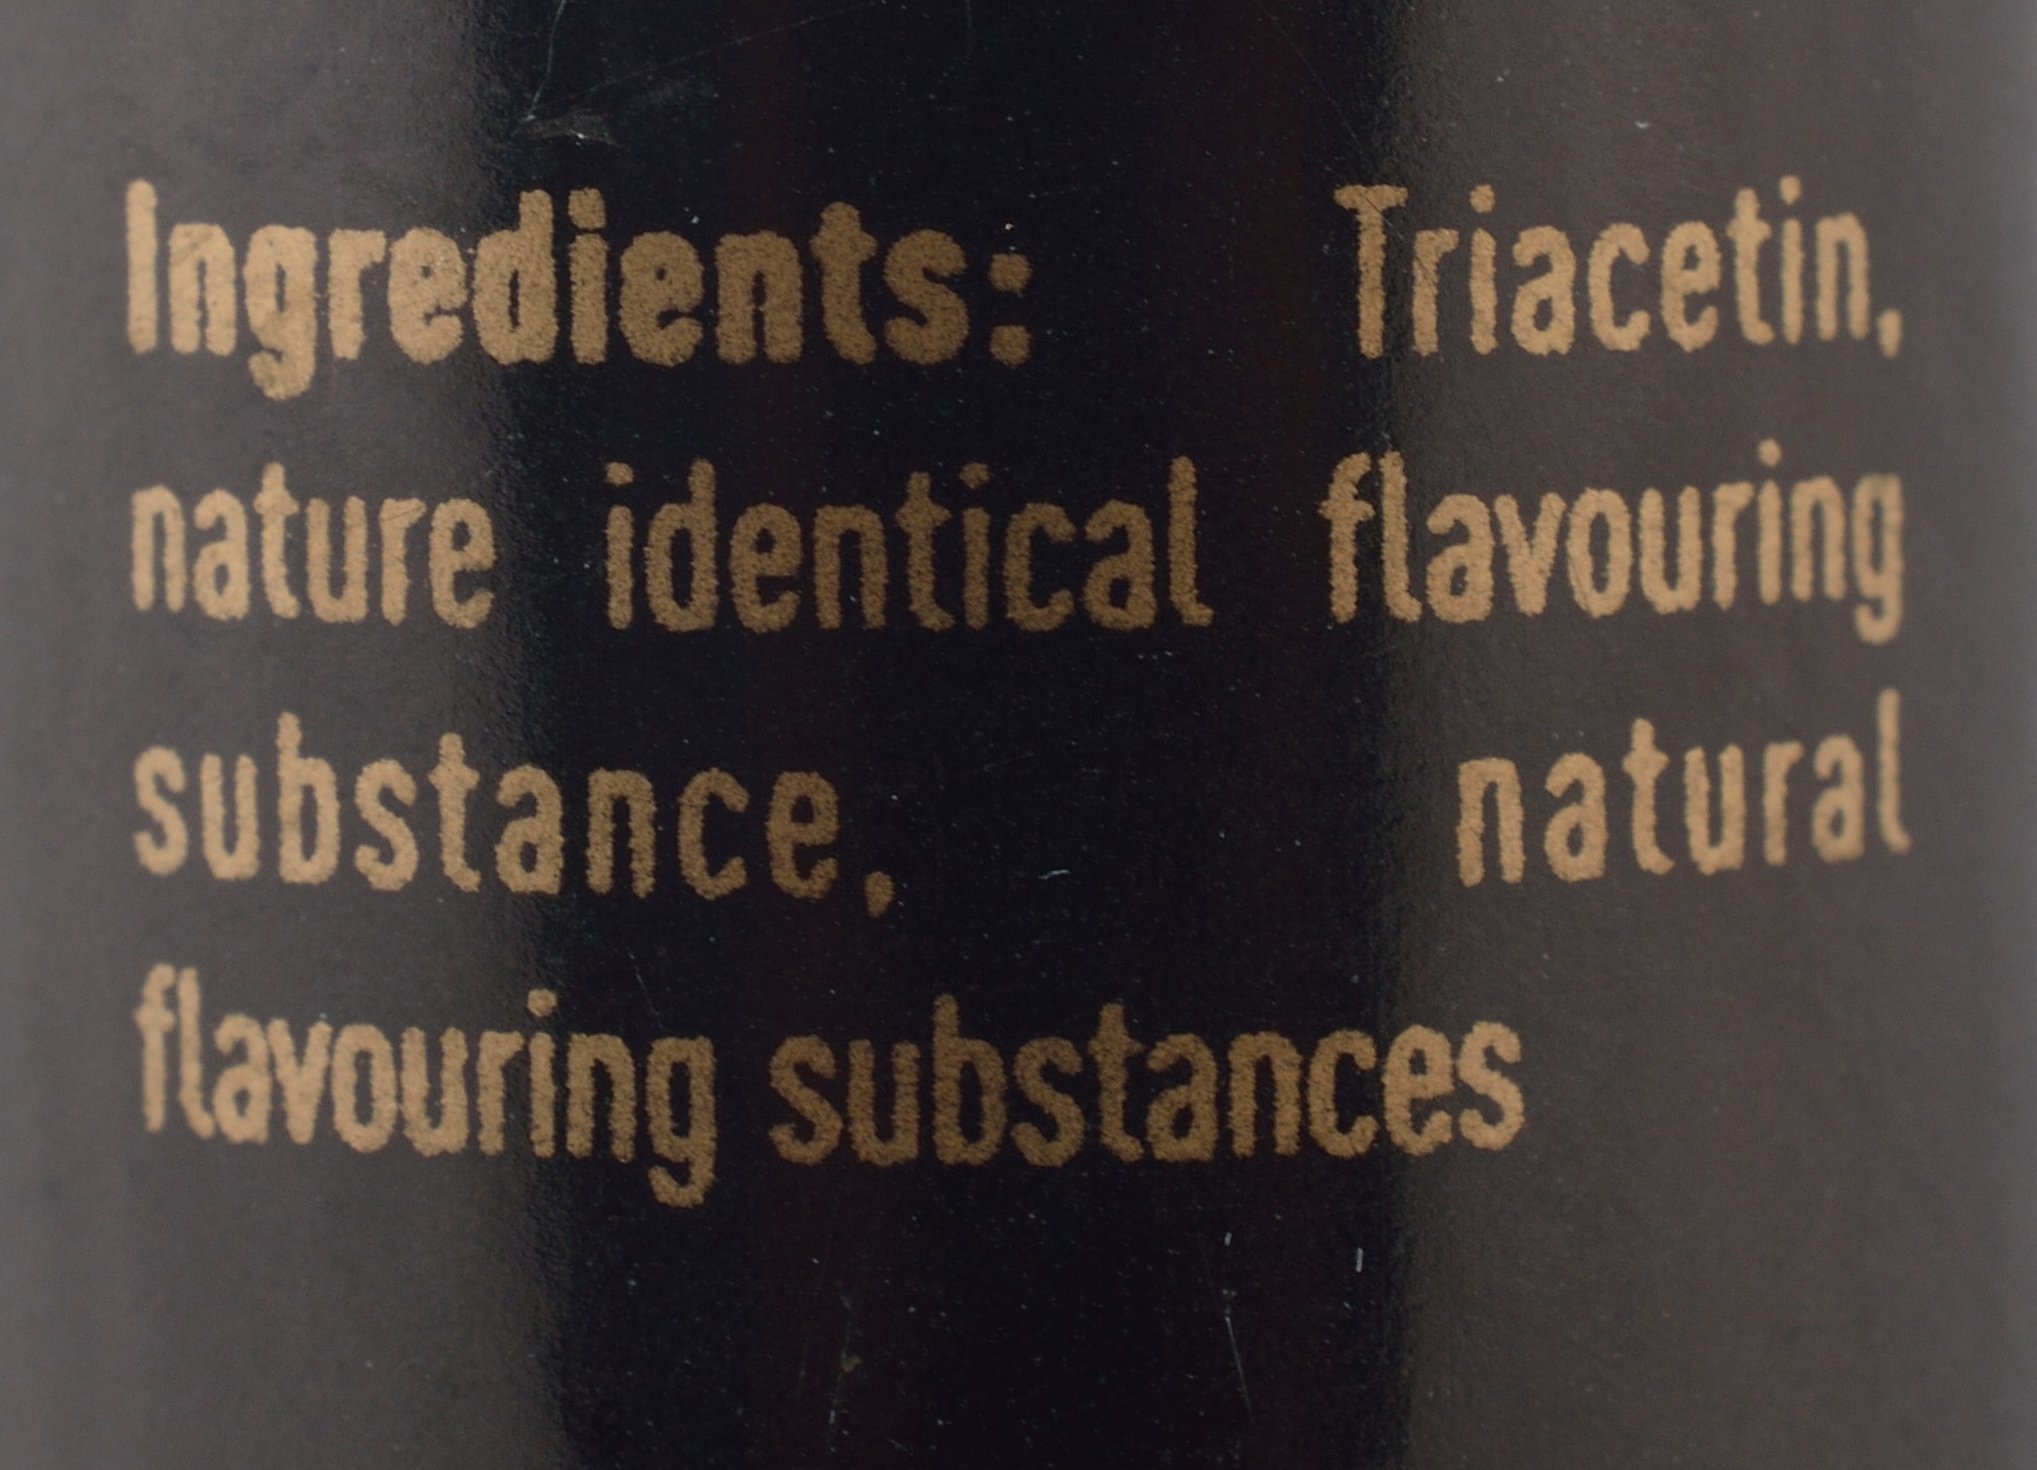 Ingredients: Triacetin,
nature identical flavouring
substance, natural
flavouring substances